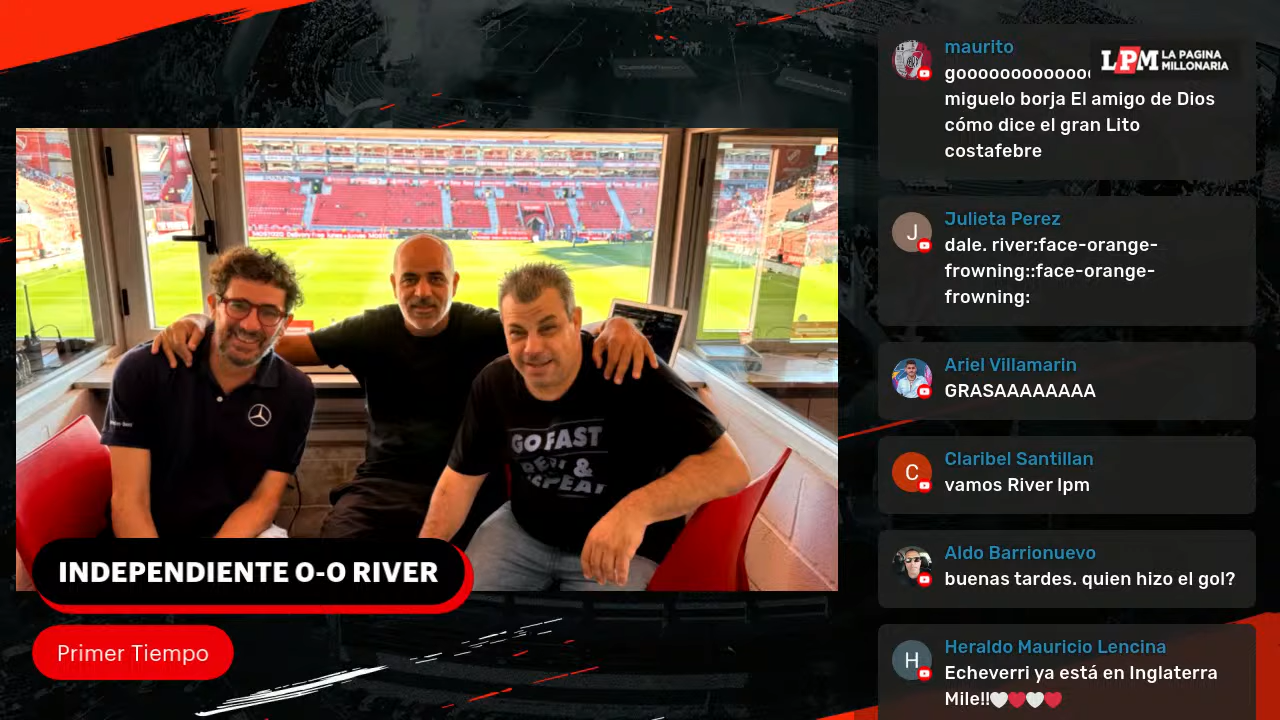 INDEPENDIENTE 0-0 RIVER
Primer Tiempo
GO FAST
&
LPM LA PAGINA
MILLONARIA
maurito
miguelo borja El amigo de Dios
cómo dice el gran Lito
costafebre
Julieta Perez
dale. river:face-orange-
frowning::face-orange-
frowning:
Ariel Villamarin
GRASAAAAAAAA
Claribel Santillan
vamos River lpm
Aldo Barrionuevo
buenas tardes. quien hizo el gol?
Heraldo Mauricio Lencina
Echeverri ya está en Inglaterra
Mile!!🤍❤️🤍❤️
J
C
H